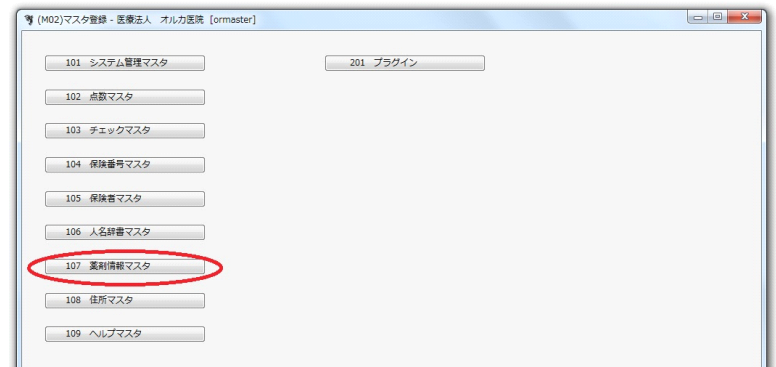 (M02)マスタ登録 - 医療法人 オルカ医院 [ormaster]
101 システム管理マスタ
201 プラグイン
102 点数マスタ
103 チェックマスタ
104 保険番号マスタ
105 保険者マスタ
106 人名辞書マスタ
107 薬剤情報マスタ
108 住所マスタ
109 ヘルプマスタ